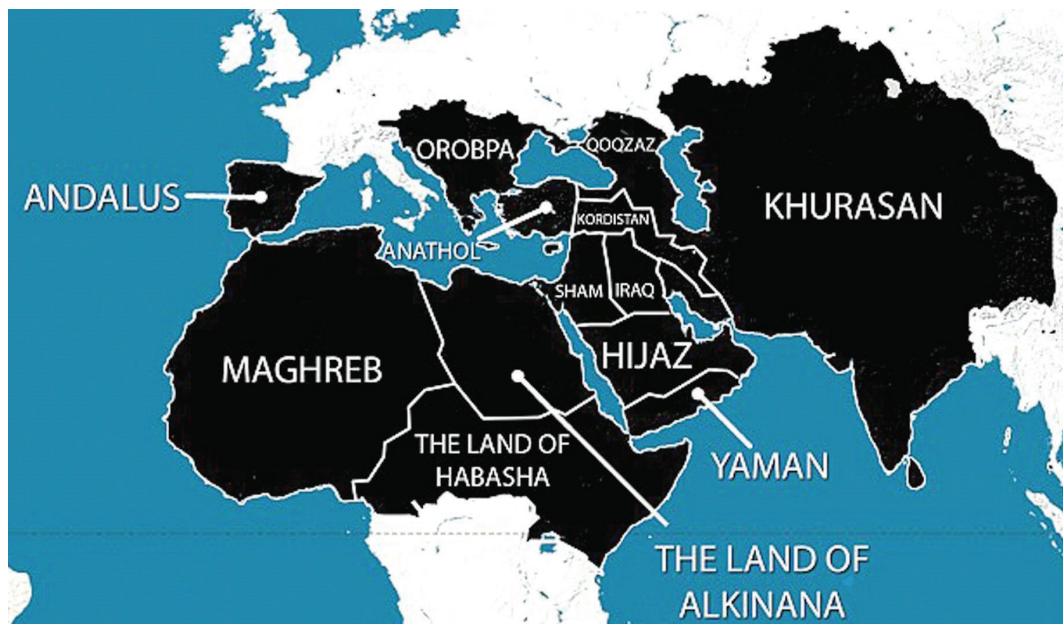 OROBPA
QOQZAZ
ANDALUS
KHURASAN
KORDISTAN
ANATHOL
SHAM
IRAQ
HIJAZ
MAGHREB
THE LAND OF
HABASHA
YAMAN
THE LAND OF
ALKINANA